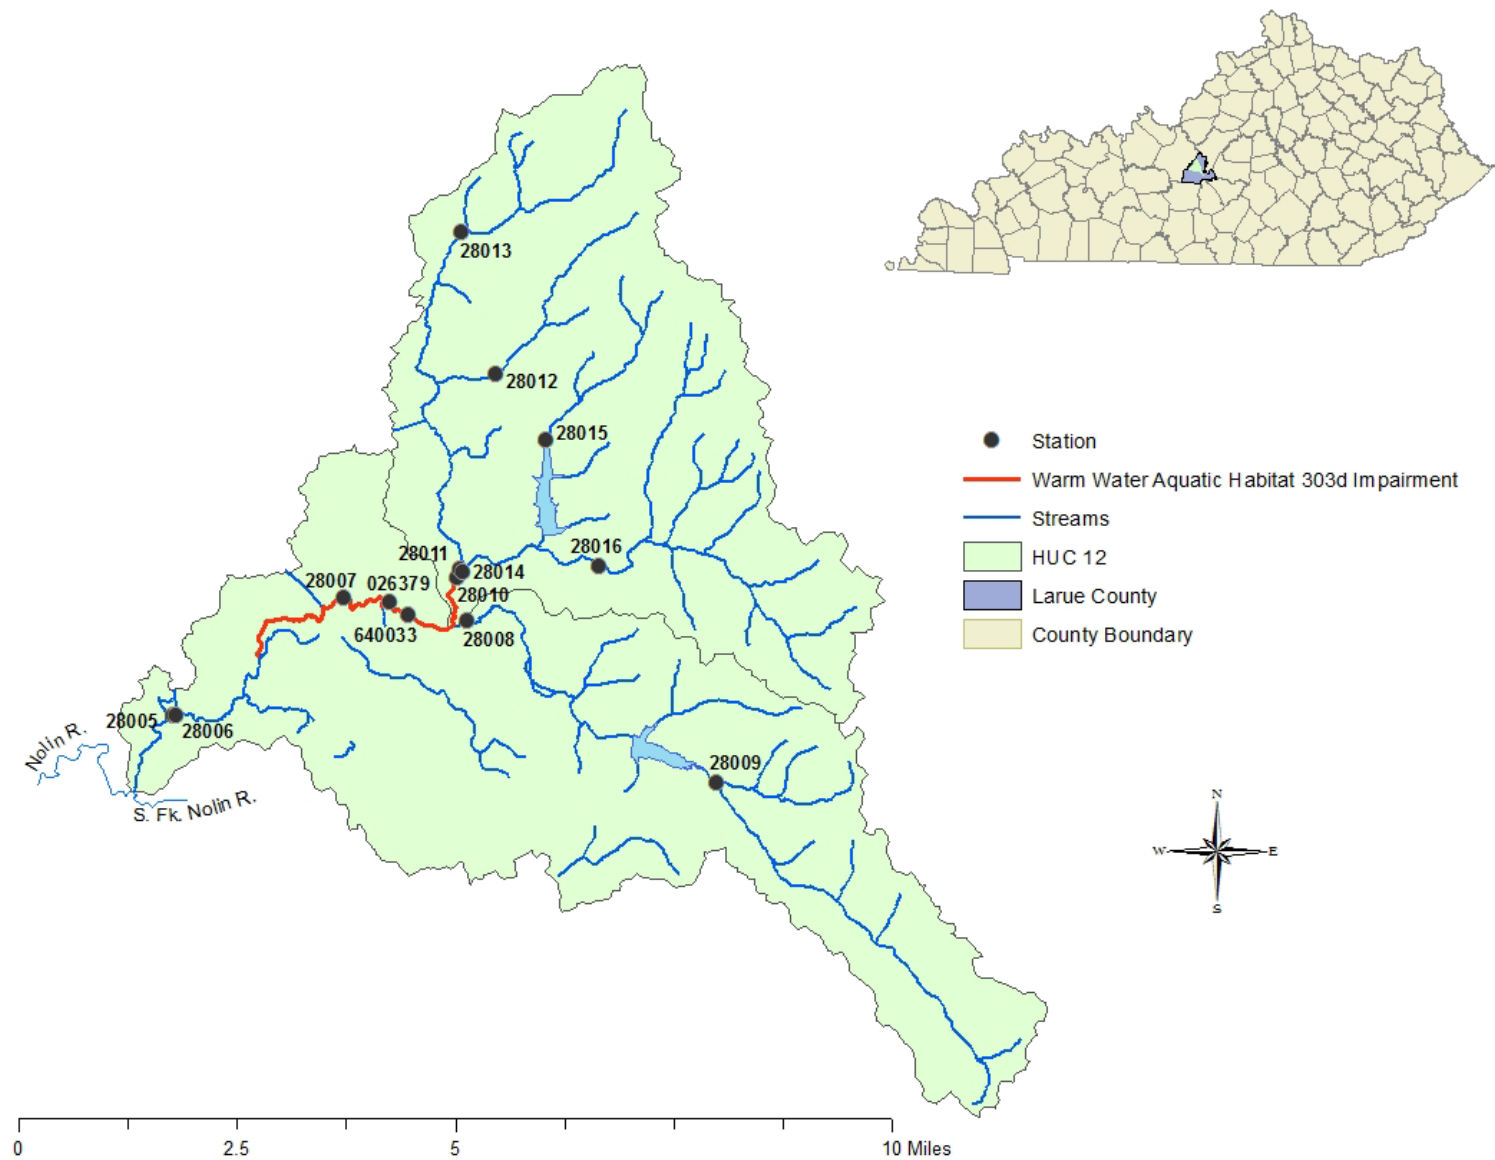 28013
28012
28015
Station
Warm Water Aquatic Habitat 303d Impairment
Streams
HUC 12
Larue County
County Boundary
28011
28016
28014
28007
026379
28010
640033
28008
28005
28006
Nolin R.
S. Fk. Nolin R.
28009
N
W
E
S
0
2.5
5
10 Miles